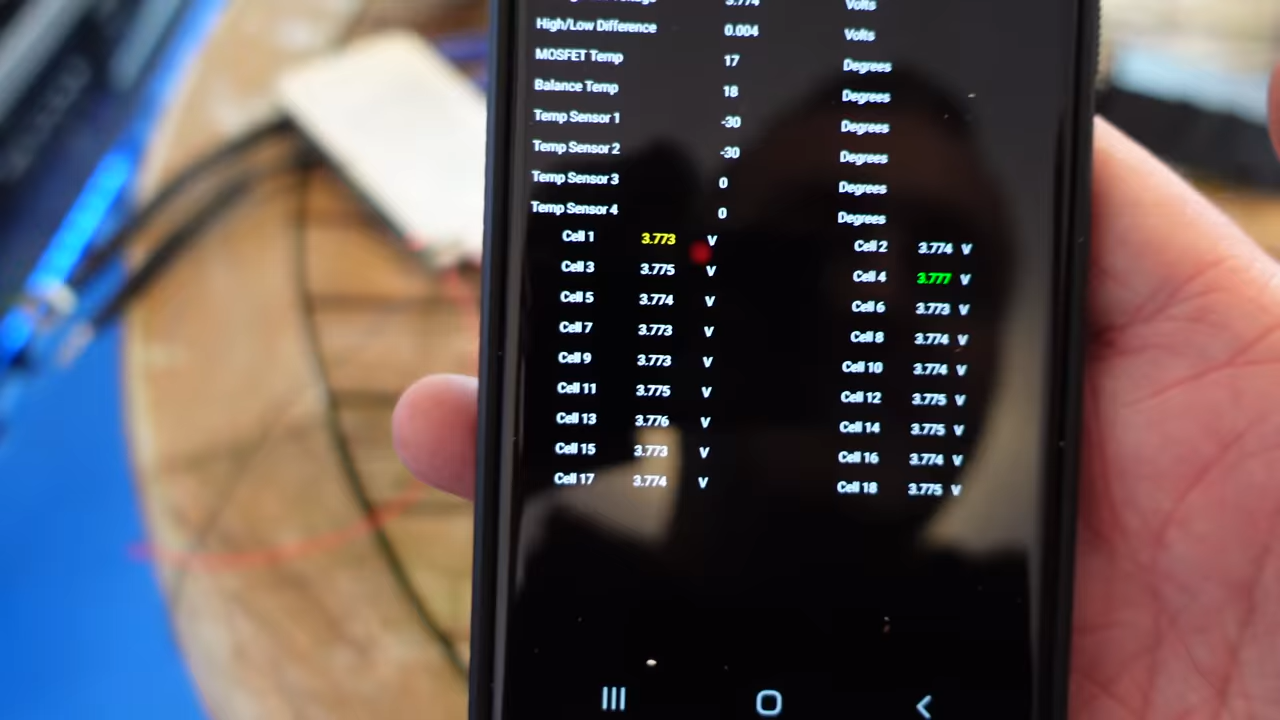 3.774 Volts
High/Low Difference 0.004 Volts
MOSFET Temp 17 Degrees
Balance Temp 18 Degrees
Temp Sensor 1 -30 Degrees
Temp Sensor 2 -30 Degrees
Temp Sensor 3 0 Degrees
Temp Sensor 4 0 Degrees
Cell 1 3.773 V Cell 2 3.774 V
Cell 3 3.775 V Cell 4 3.777 V
Cell 5 3.774 V Cell 6 3.773 V
Cell 7 3.773 V Cell 8 3.774 V
Cell 9 3.773 V Cell 10 3.774 V
Cell 11 3.775 V Cell 12 3.775 V
Cell 13 3.776 V Cell 14 3.775 V
Cell 15 3.773 V Cell 16 3.774 V
Cell 17 3.774 V Cell 18 3.775 V